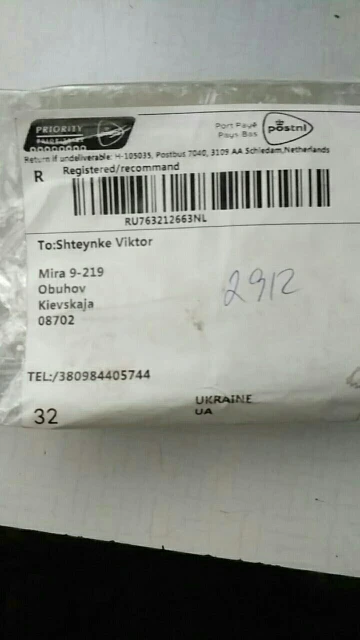 PRIORITY
Port Payé
Pays-Bas
postnl
Return if undeliverable: H-105035, Postbus 7040, 3109 AA Schiedam,Netherlands
R Registered/recommand
RU763212663NL
To:Shteynke Viktor
Mira 9-219
Obuhov
Kievskaja
08702
2912
TEL:/380984405744
32
UKRAINE
UA